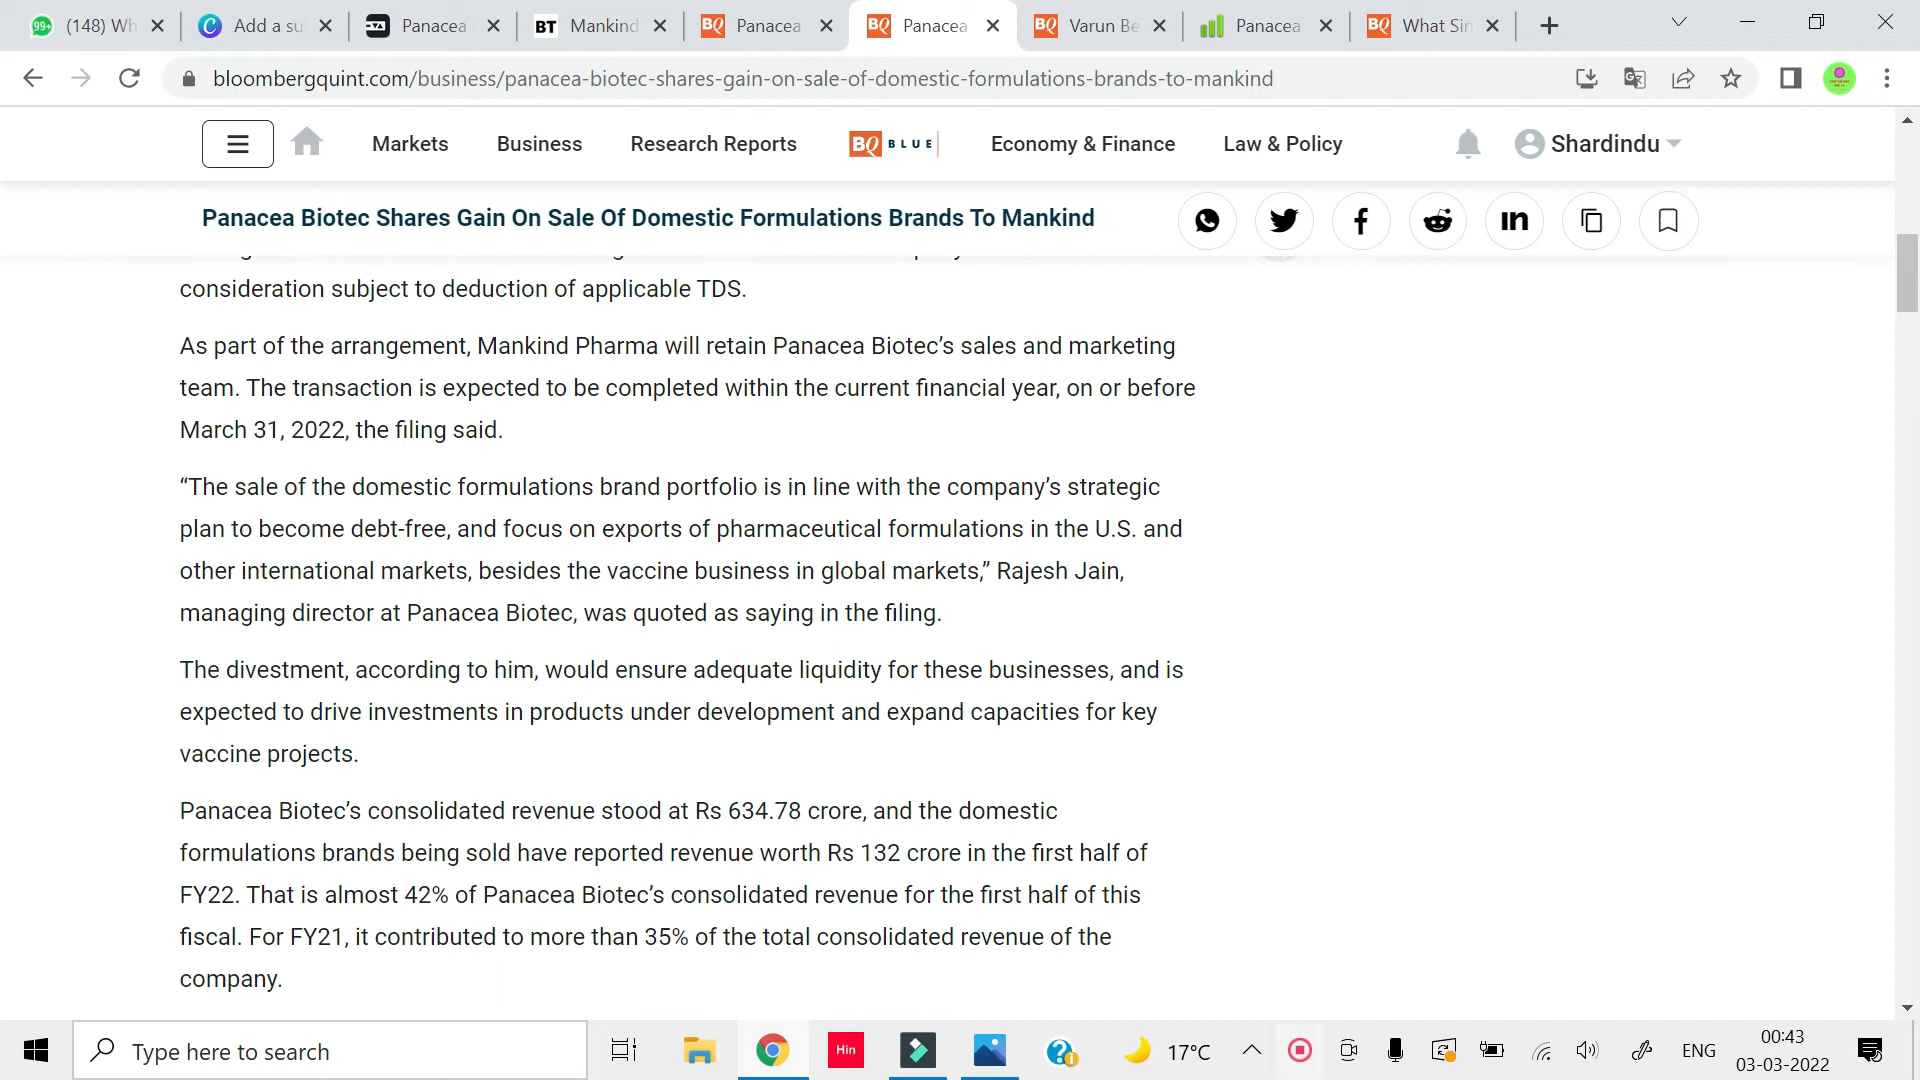 99+ (148) Wh
Add a su
Panacea
BT Mankind
BQ Panacea
BQ Panacea
BQ Varun Be
Panacea
BQ What Sin
bloombergquint.com/business/panacea-biotec-shares-gain-on-sale-of-domestic-formulations-brands-to-mankind
Markets Business Research Reports BQ BLUE Economy & Finance Law & Policy Shardindu
Panacea Biotec Shares Gain On Sale Of Domestic Formulations Brands To Mankind
consideration subject to deduction of applicable TDS.
As part of the arrangement, Mankind Pharma will retain Panacea Biotec’s sales and marketing
team. The transaction is expected to be completed within the current financial year, on or before
March 31, 2022, the filing said.
“The sale of the domestic formulations brand portfolio is in line with the company’s strategic
plan to become debt-free, and focus on exports of pharmaceutical formulations in the U.S. and
other international markets, besides the vaccine business in global markets,” Rajesh Jain,
managing director at Panacea Biotec, was quoted as saying in the filing.
The divestment, according to him, would ensure adequate liquidity for these businesses, and is
expected to drive investments in products under development and expand capacities for key
vaccine projects.
Panacea Biotec’s consolidated revenue stood at Rs 634.78 crore, and the domestic
formulations brands being sold have reported revenue worth Rs 132 crore in the first half of
FY22. That is almost 42% of Panacea Biotec’s consolidated revenue for the first half of this
fiscal. For FY21, it contributed to more than 35% of the total consolidated revenue of the
company.
Type here to search
Hin
17°C
ENG
00:43
03-03-2022